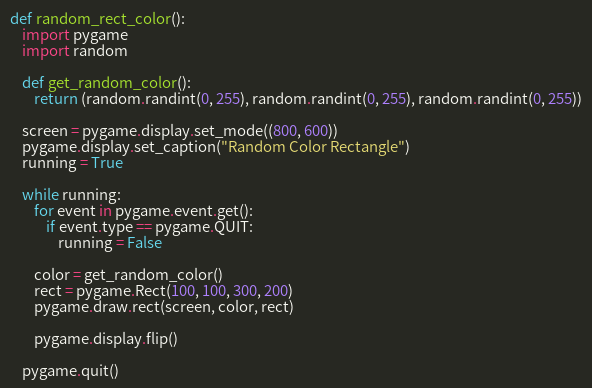 def random_rect_color():
    import pygame
    import random

    def get_random_color():
        return (random.randint(0, 255), random.randint(0, 255), random.randint(0, 255))

    screen = pygame.display.set_mode((800, 600))
    pygame.display.set_caption("Random Color Rectangle")
    running = True

    while running:
        for event in pygame.event.get():
            if event.type == pygame.QUIT:
                running = False

        color = get_random_color()
        rect = pygame.Rect(100, 100, 300, 200)
        pygame.draw.rect(screen, color, rect)

        pygame.display.flip()

    pygame.quit()